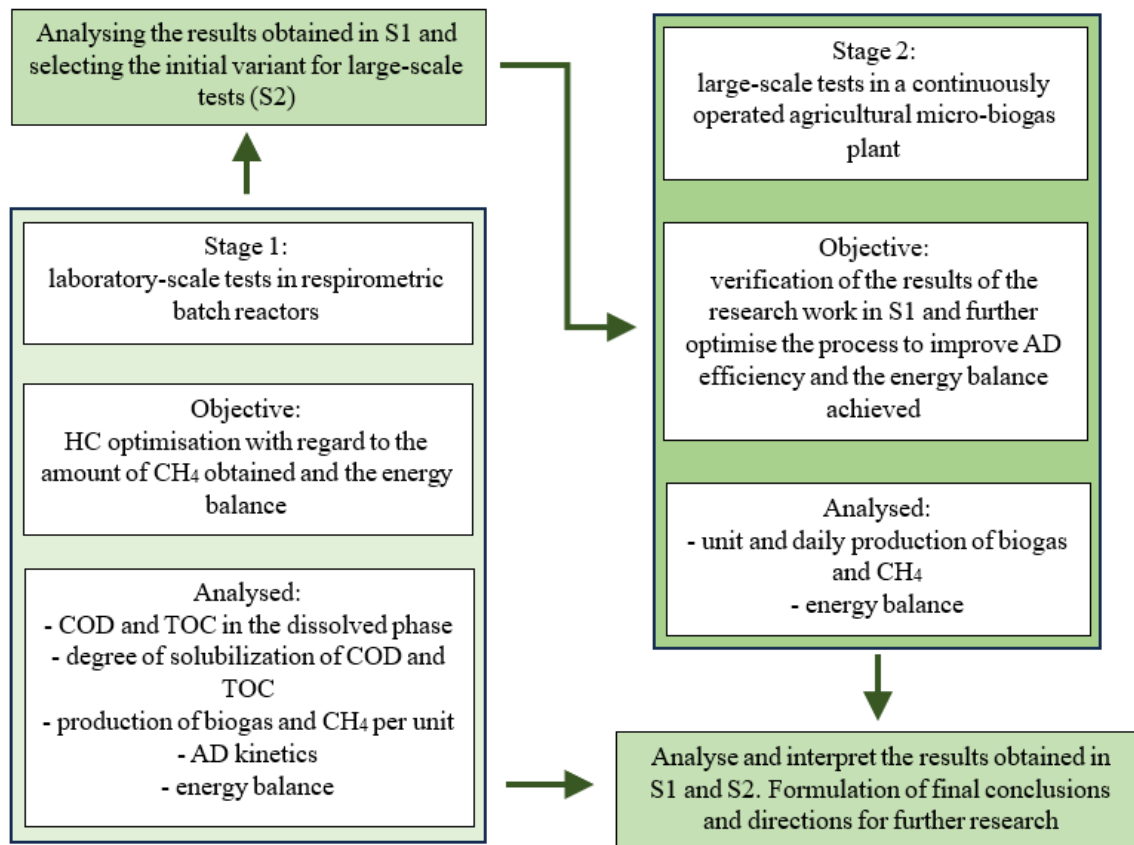 Analysing the results obtained in S1 and
selecting the initial variant for large-scale
tests (S2)
Stage 1:
laboratory-scale tests in respirometric
batch reactors
Objective:
HC optimisation with regard to the
amount of CH₄ obtained and the energy
balance
Analysed:
- COD and TOC in the dissolved phase
- degree of solubilization of COD and
TOC
- production of biogas and CH₄ per unit
- AD kinetics
- energy balance
Stage 2:
large-scale tests in a continuously
operated agricultural micro-biogas
plant
Objective:
verification of the results of the
research work in S1 and further
optimise the process to improve AD
efficiency and the energy balance
achieved
Analysed:
- unit and daily production of biogas
and CH₄
- energy balance
Analyse and interpret the results obtained in
S1 and S2. Formulation of final conclusions
and directions for further research